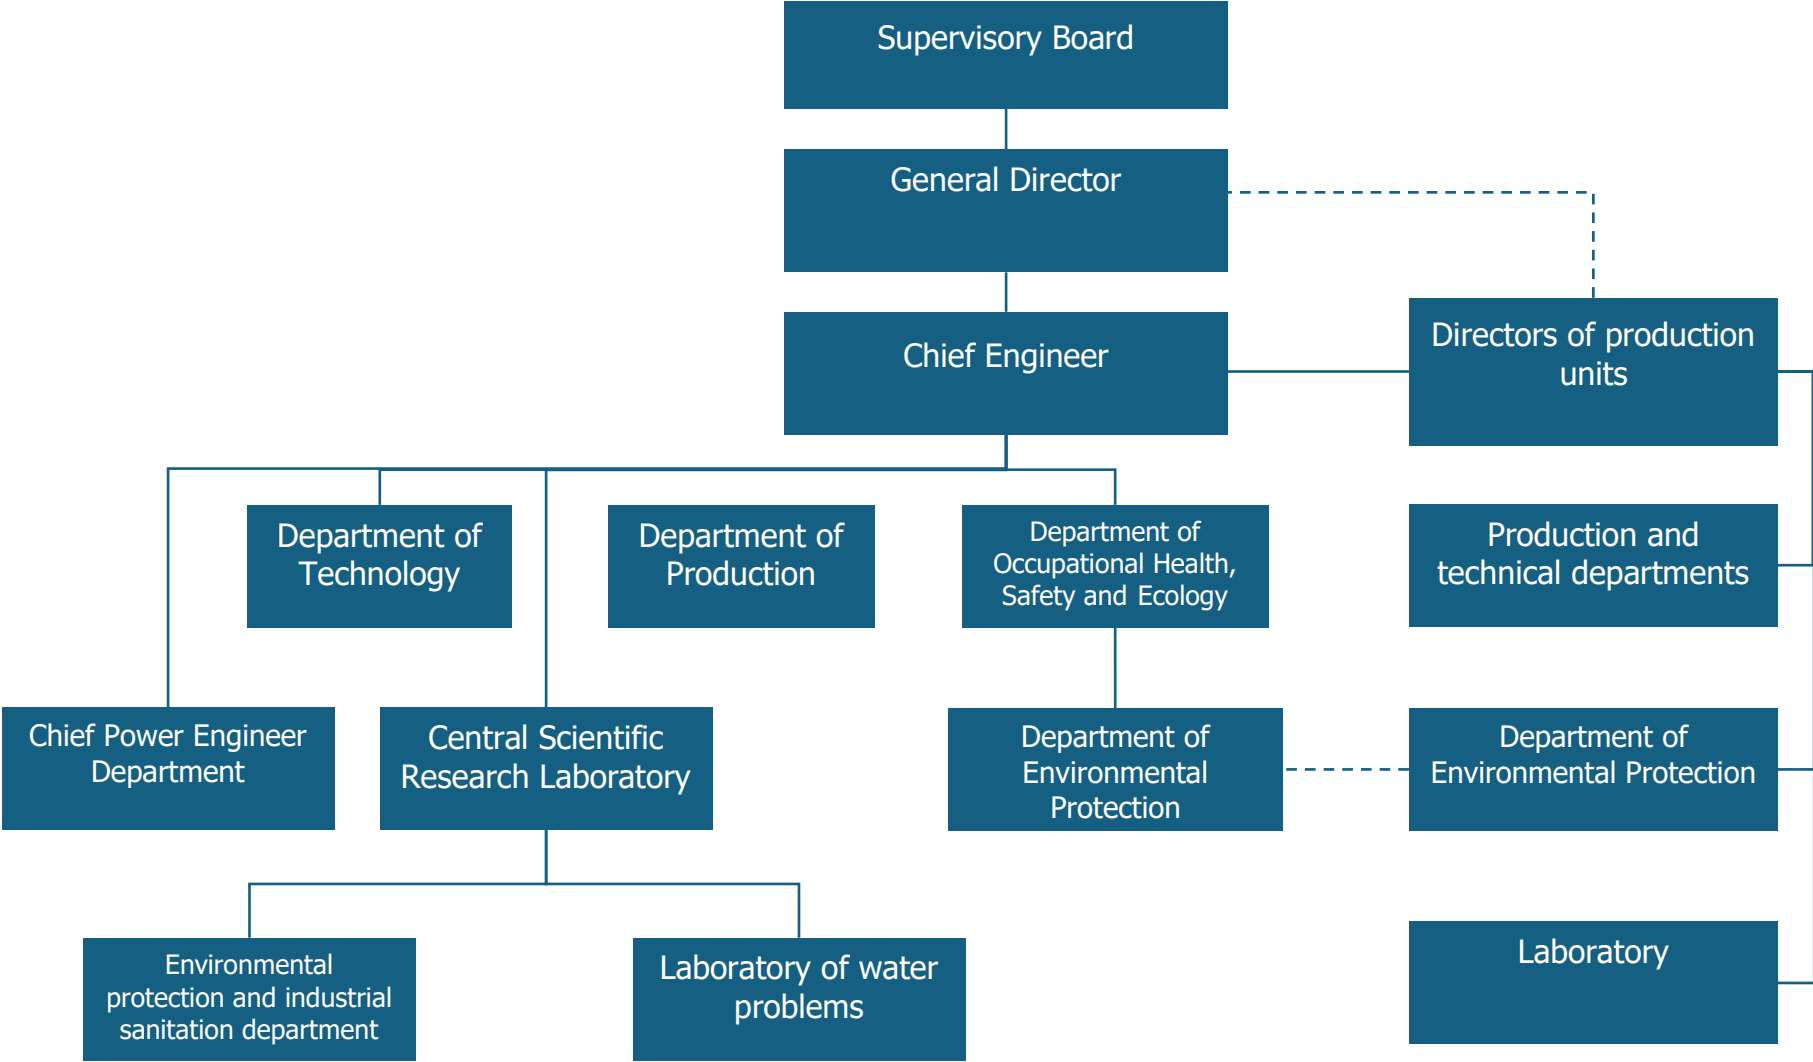 Supervisory Board
General Director
Chief Engineer
Directors of production
units
Department of
Technology
Department of
Production
Department of
Occupational Health,
Safety and Ecology
Production and
technical departments
Chief Power Engineer
Department
Central Scientific
Research Laboratory
Department of
Environmental
Protection
Department of
Environmental Protection
Environmental
protection and industrial
sanitation department
Laboratory of water
problems
Laboratory